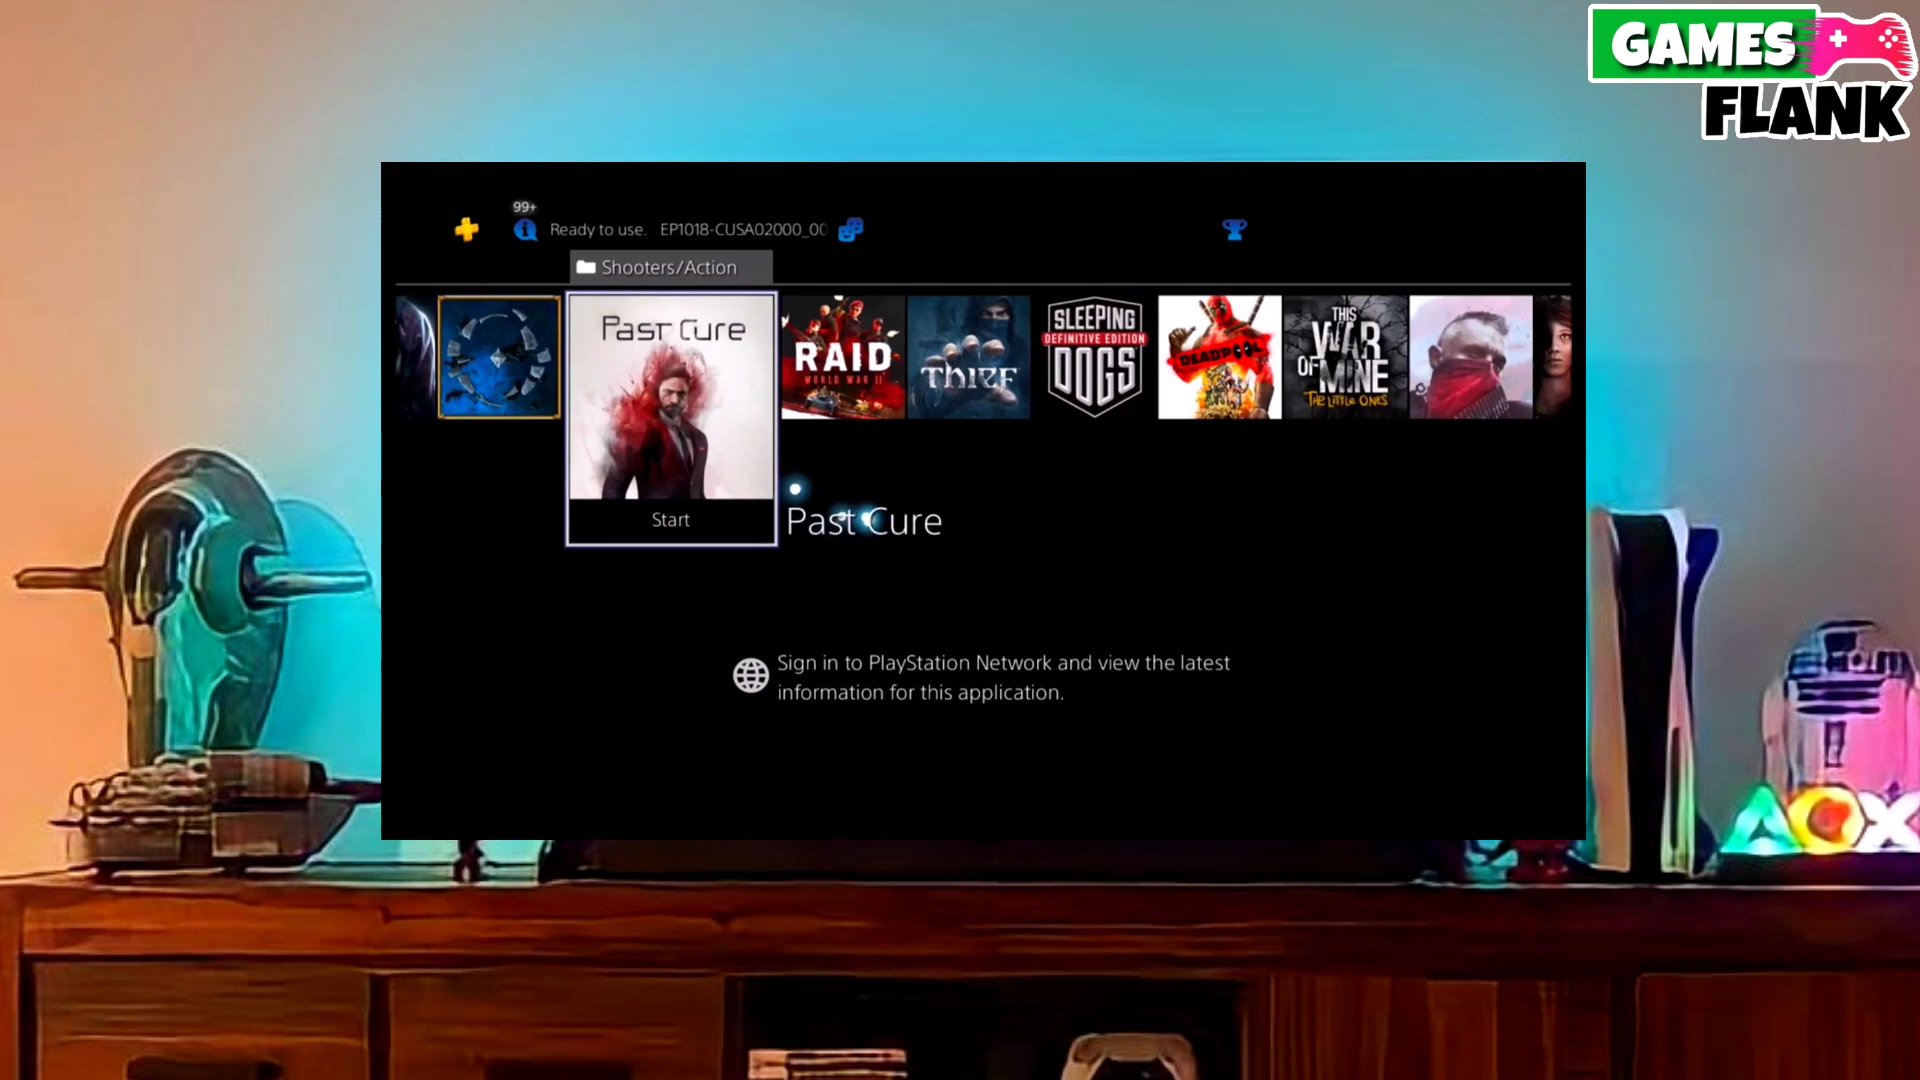 GAMES
FLANK
99+
Ready to use. EP1018-CUSA02000_00
Shooters/Action
PAST CURE
RAID
WORLD WAR II
THIEF
SLEEPING
DEFINITIVE EDITION
DOGS
DEADPOOL
THIS
WAR
OF MINE
THE LITTLE ONES
Start
Past Cure
Sign in to PlayStation Network and view the latest
information for this application.